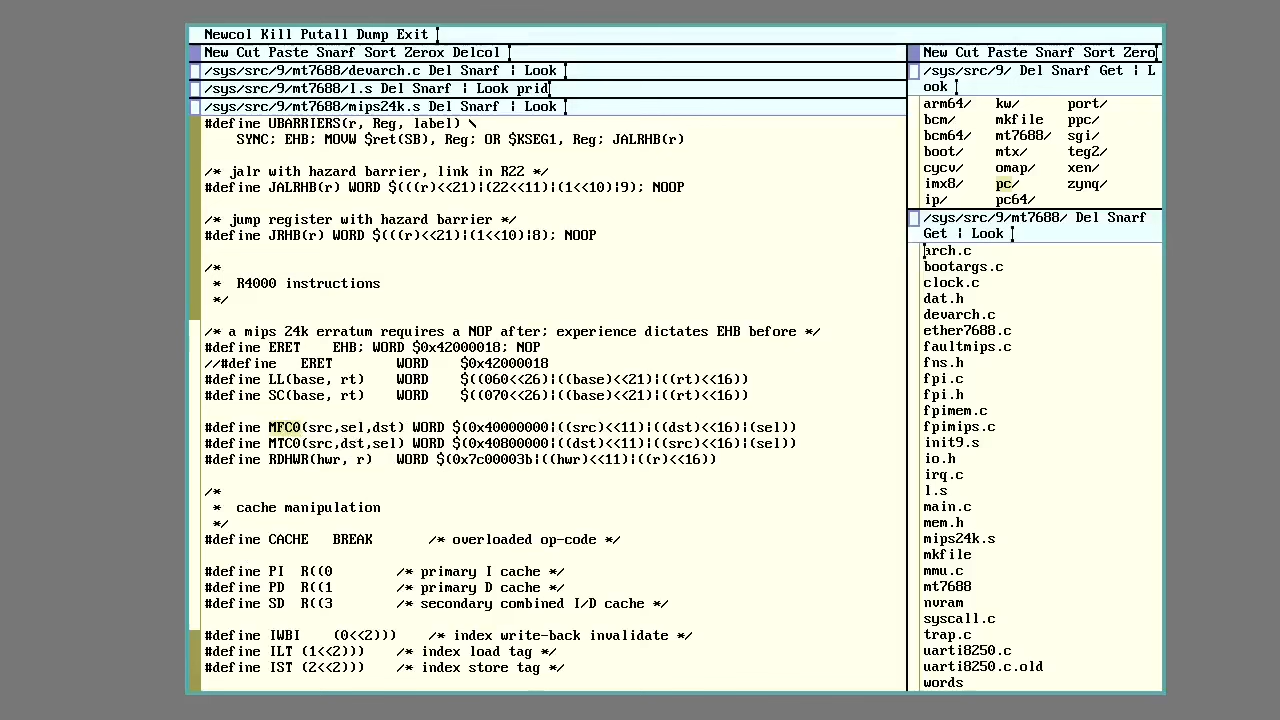 Newcol Kill Putall Dump Exit
New Cut Paste Snarf Sort Zerox Delcol
/sys/src/9/mt7688/devarch.c Del Snarf | Look
/sys/src/9/mt7688/l.s Del Snarf | Look prid
/sys/src/9/mt7688/mips24k.s Del Snarf | Look
#define UBARRIERS(r, Reg, label) \
    SYNC; EHB; MOVW $ret(SB), Reg; OR $KSEG1, Reg; JALRHB(r)

/* jalr with hazard barrier, link in R22 */
#define JALRHB(r) WORD $(((r)<<21)|(22<<11)|(1<<10)|9); NOOP

/* jump register with hazard barrier */
#define JRHB(r) WORD $(((r)<<21)|(1<<10)|8); NOOP

/*
 *  R4000 instructions
 */

/* a mips 24k erratum requires a NOP after; experience dictates EHB before */
#define ERET    EHB; WORD $0x42000018; NOP
//#define   ERET        WORD    $0x42000018
#define LL(base, rt)    WORD    $((060<<26)|((base)<<21)|((rt)<<16))
#define SC(base, rt)    WORD    $((070<<26)|((base)<<21)|((rt)<<16))

#define MFC0(src,sel,dst) WORD $(0x40000000|((src)<<11)|((dst)<<16)|(sel))
#define MTC0(src,dst,sel) WORD $(0x40800000|((dst)<<11)|((src)<<16)|(sel))
#define RDHWR(hwr, r)   WORD $(0x7c00003b|((hwr)<<11)|((r)<<16))

/*
 *  cache manipulation
 */
#define CACHE   BREAK       /* overloaded op-code */

#define PI  R((0        /* primary I cache */
#define PD  R((1        /* primary D cache */
#define SD  R((3        /* secondary combined I/D cache */

#define IWBI    (0<<2)))    /* index write-back invalidate */
#define ILT (1<<2)))    /* index load tag */
#define IST (2<<2)))    /* index store tag */
New Cut Paste Snarf Sort Zero
/sys/src/9/ Del Snarf Get | L
ook
arm64/   kw/      port/
bcm/     mkfile   ppc/
bcm64/   mt7688/  sgi/
boot/    mtx/     teg2/
cycv/    omap/    xen/
imx8/    pc/      zynq/
ip/      pc64/
/sys/src/9/mt7688/ Del Snarf
Get | Look
arch.c
bootargs.c
clock.c
dat.h
devarch.c
ether7688.c
faultmips.c
fns.h
fpi.c
fpi.h
fpimem.c
fpimips.c
init9.s
io.h
irq.c
l.s
main.c
mem.h
mips24k.s
mkfile
mmu.c
mt7688
nvram
syscall.c
trap.c
uarti8250.c
uarti8250.c.old
words